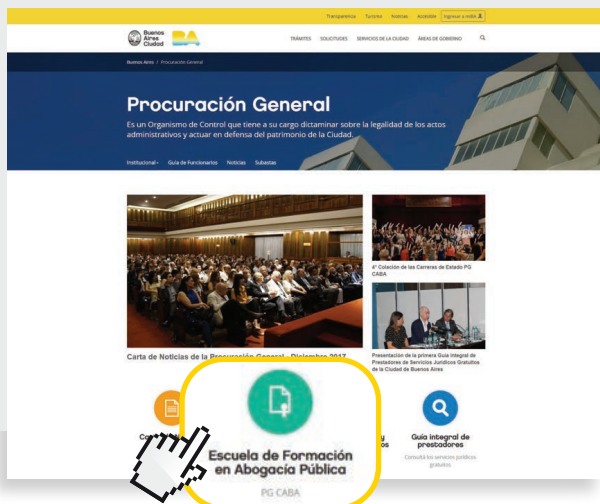 Transparencia Turismo Noticias Accesible Ingresar a miBA
Buenos
Aires
Ciudad
BA
TRÁMITES SOLICITUDES SERVICIOS DE LA CIUDAD ÁREAS DE GOBIERNO
Buenos Aires / Procuración General
Procuración General
Es un Organismo de Control que tiene a su cargo dictaminar sobre la legalidad de los actos
administrativos y actuar en defensa del patrimonio de la Ciudad.
Institucional Guía de Funcionarios Noticias Subastas
4° Colación de las Carreras de Estado PG
CABA
Carta de Noticias de la Procuración General - Diciembre 2017
Presentación de la primera Guía Integral de
Prestadores de Servicios Jurídicos Gratuitos
de la Ciudad de Buenos Aires
Escuela de Formación
en Abogacía Pública
PG CABA
Guía integral de
prestadores
Consultá los servicios jurídicos
gratuitos